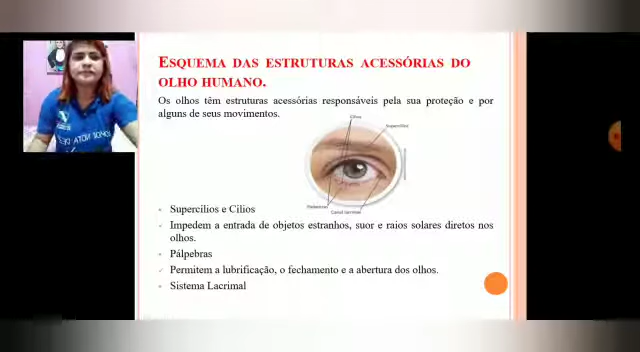 ESQUEMA DAS ESTRUTURAS ACESSÓRIAS DO
OLHO HUMANO.
Os olhos têm estruturas acessórias responsáveis pela sua proteção e por
alguns de seus movimentos.
Cílios
Supercílios
Pálpebras
Canal lacrimal
Supercílios e Cílios
Impedem a entrada de objetos estranhos, suor e raios solares diretos nos
olhos.
Pálpebras
Permitem a lubrificação, o fechamento e a abertura dos olhos.
Sistema Lacrimal